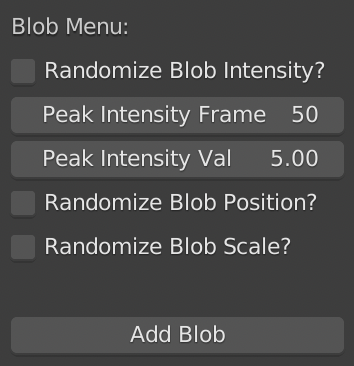 Blob Menu:
Randomize Blob Intensity?
Peak Intensity Frame 50
Peak Intensity Val 5.00
Randomize Blob Position?
Randomize Blob Scale?
Add Blob